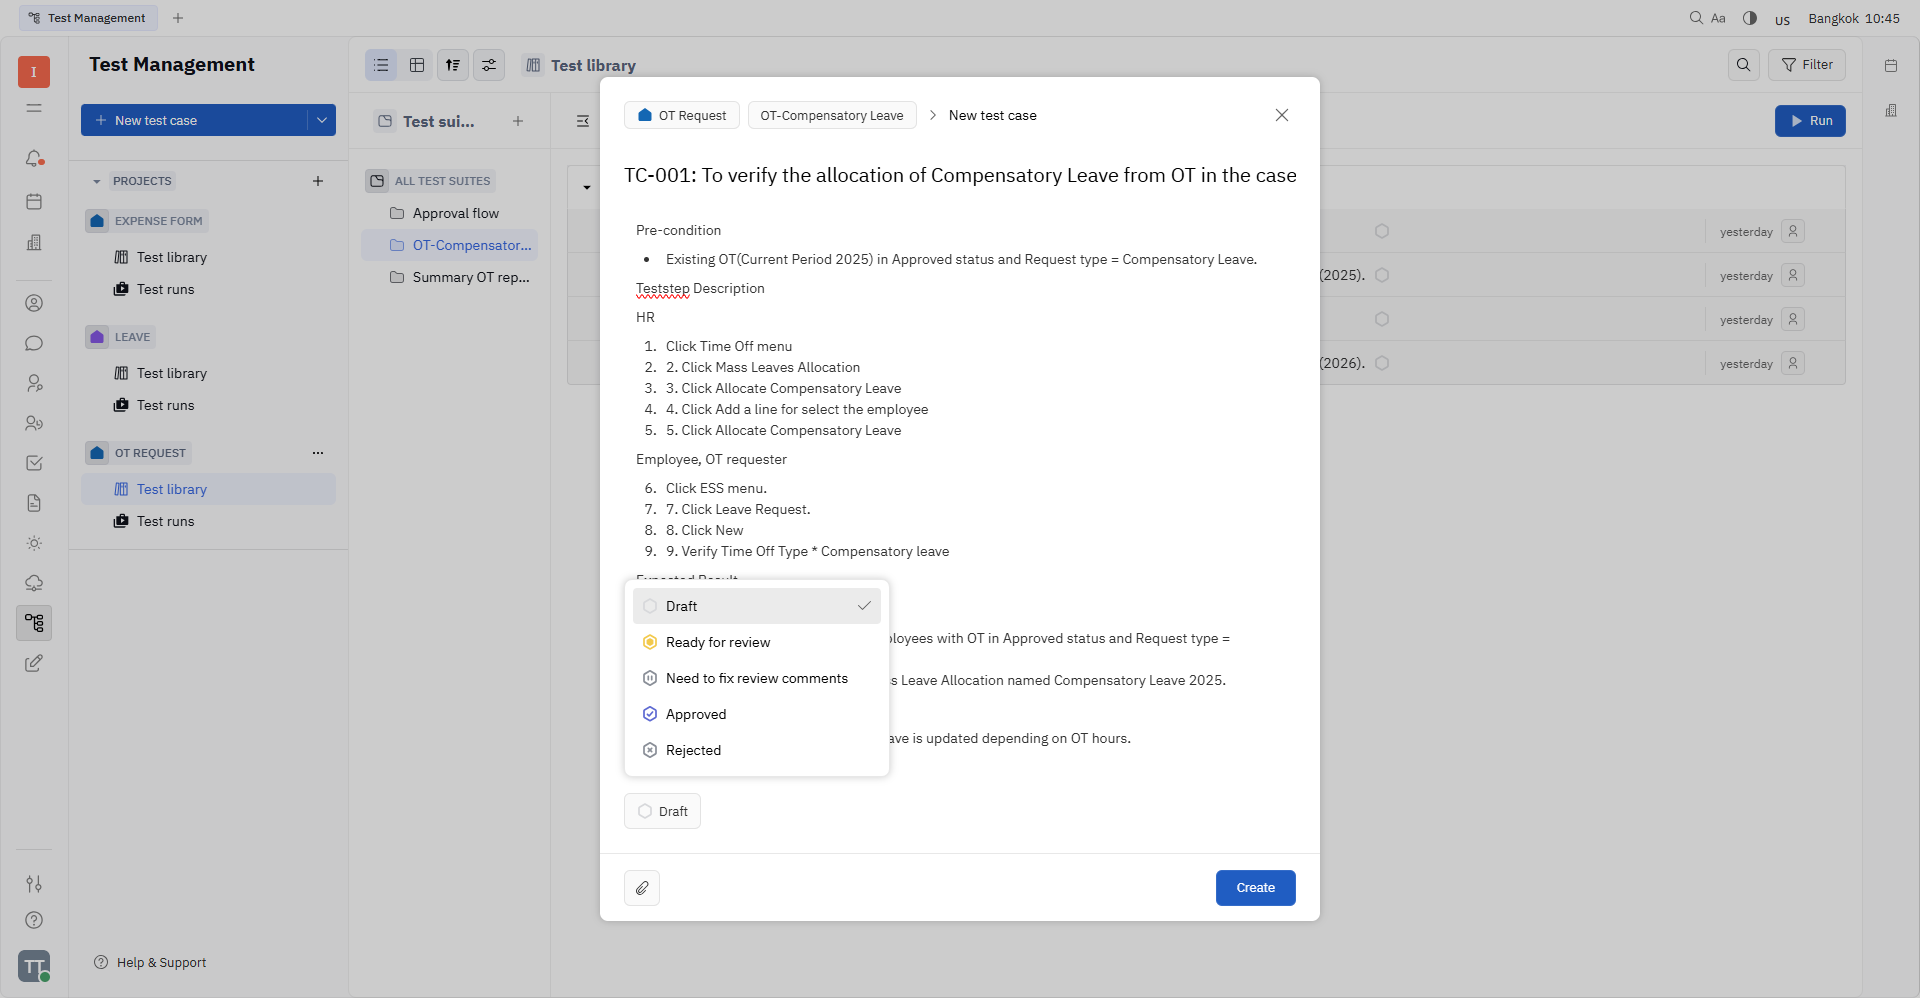 Test Management
Aa
US
Bangkok 10:45
I
Test Management
New test case
PROJECTS
EXPENSE FORM
Test library
Test runs
LEAVE
Test library
Test runs
OT REQUEST
Test library
Test runs
Help & Support
TT
Test library
Filter
Test sui...
Run
ALL TEST SUITES
Approval flow
OT-Compensator...
Summary OT rep...
yesterday
(2025).
yesterday
yesterday
(2026).
yesterday
OT Request
OT-Compensatory Leave
New test case
TC-001: To verify the allocation of Compensatory Leave from OT in the case
Pre-condition
• Existing OT(Current Period 2025) in Approved status and Request type = Compensatory Leave.
Teststep Description
HR
1. Click Time Off menu
2. 2. Click Mass Leaves Allocation
3. 3. Click Allocate Compensatory Leave
4. 4. Click Add a line for select the employee
5. 5. Click Allocate Compensatory Leave
Employee, OT requester
6. Click ESS menu.
7. 7. Click Leave Request.
8. 8. Click New
9. 9. Verify Time Off Type * Compensatory leave
Expected Result
Draft
Ready for review
Need to fix review comments
Approved
Rejected
ployees with OT in Approved status and Request type =
s Leave Allocation named Compensatory Leave 2025.
ave is updated depending on OT hours.
Draft
Create